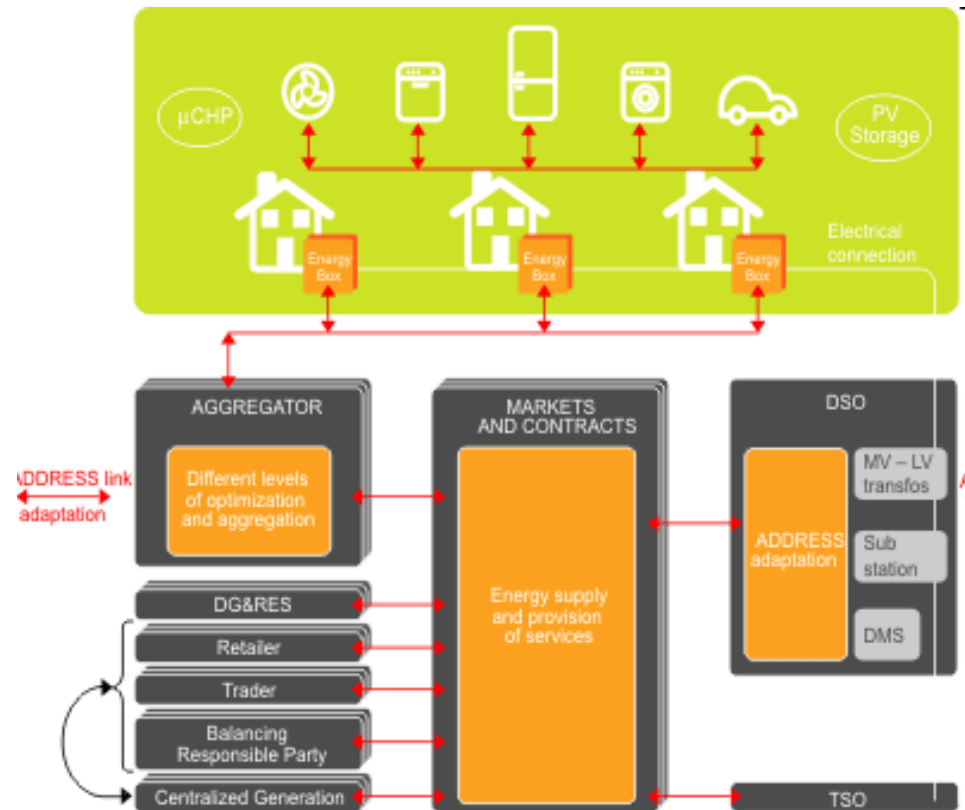 μCHP
PV
Storage
Energy
Box
Energy
Box
Energy
Box
Electrical
connection
AGGREGATOR
Different levels
of optimization
and aggregation
MARKETS
AND CONTRACTS
Energy supply
and provision
of services
DSO
ADDRESS
adaptation
MV – LV
transfos
Sub
station
DMS
ADDRESS link
adaptation
A
DG&RES
Retailer
Trader
Balancing
Responsible Party
Centralized Generation
TSO